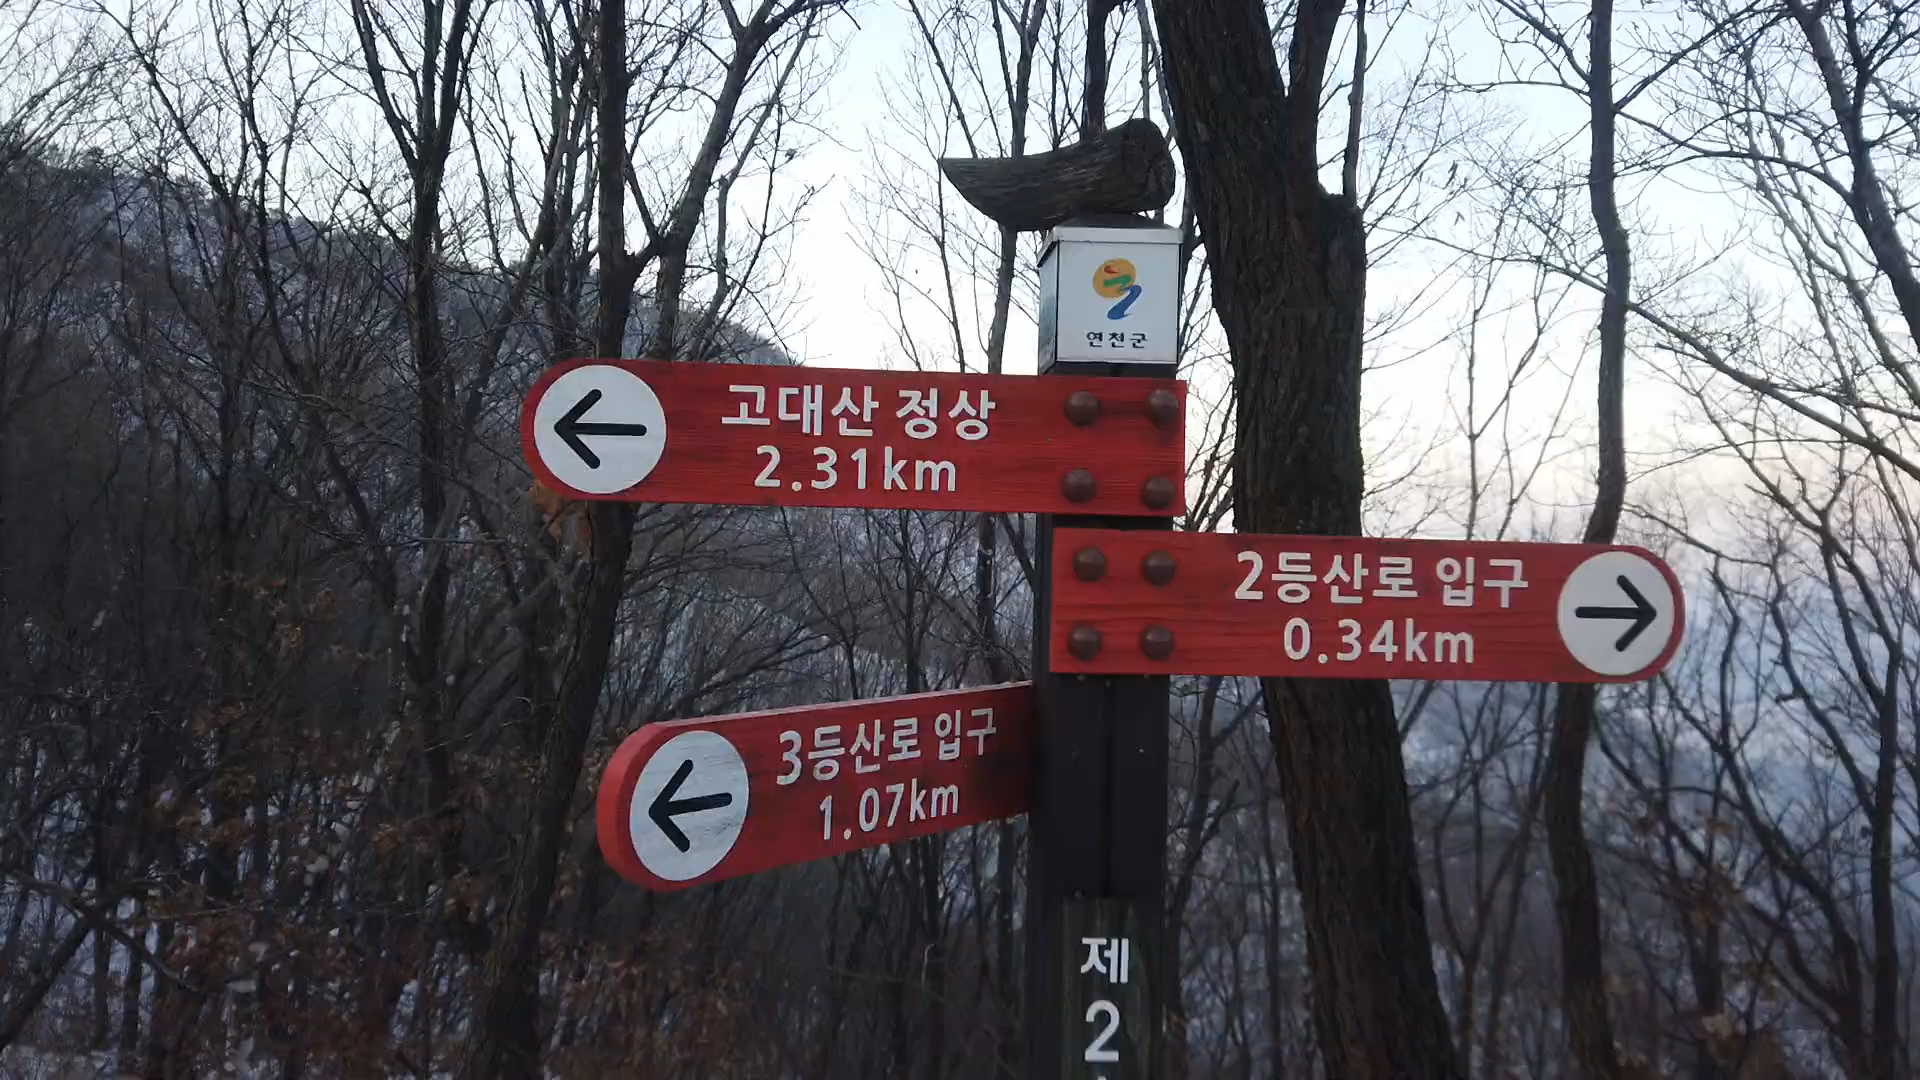 연천군
고대산 정상
2.31km
2등산로 입구
0.34km
3등산로 입구
1.07km
제
2